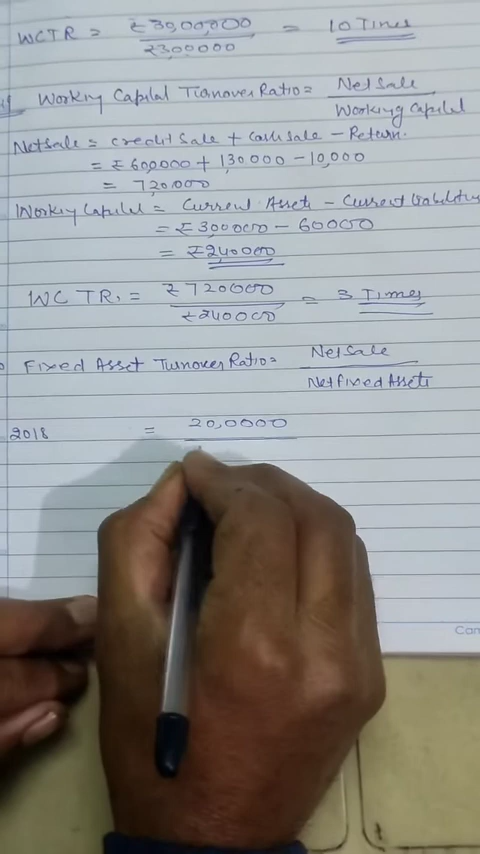 WCTR = ₹30,00,000 / ₹300000 = 10 Times
Working Capital Turnover Ratio = Net Sale / Working Capital
Net Sale = Credit Sale + Cash Sale - Return.
= ₹600000 + 130000 - 10,000
= 720,000
Working Capital = Current Assets - Current Liabilities
= ₹300000 - 60000
= ₹240000
WCTR. = ₹720000 / ₹240000 = 3 Times
Fixed Asset Turnover Ratio = Net Sale / Net Fixed Assets
2018 = 20,0000